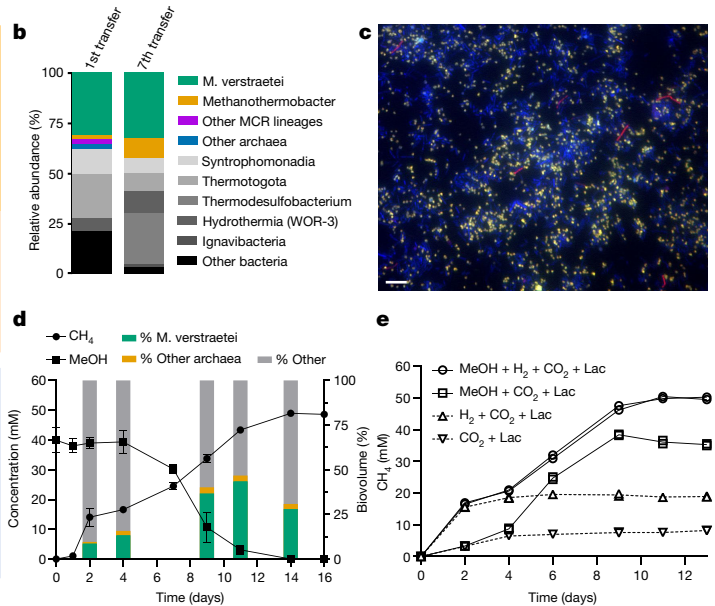 b
1st transfer
7th transfer
c
100
75
50
25
0
Relative abundance (%)
M. verstraetei
Methanothermobacter
Other MCR lineages
Other archaea
Syntrophomonadia
Thermotogota
Thermodesulfobacterium
Hydrothermia (WOR-3)
Ignavibacteria
Other bacteria
d
CH₄
% M. verstraetei
MeOH
% Other archaea
% Other
60
50
40
30
20
10
0
Concentration (mM)
100
75
50
25
0
Biovolume (%)
0 2 4 6 8 10 12 14 16
Time (days)
e
MeOH + H₂ + CO₂ + Lac
MeOH + CO₂ + Lac
H₂ + CO₂ + Lac
CO₂ + Lac
60
50
40
30
20
10
0
CH₄ (mM)
0 2 4 6 8 10 12
Time (days)